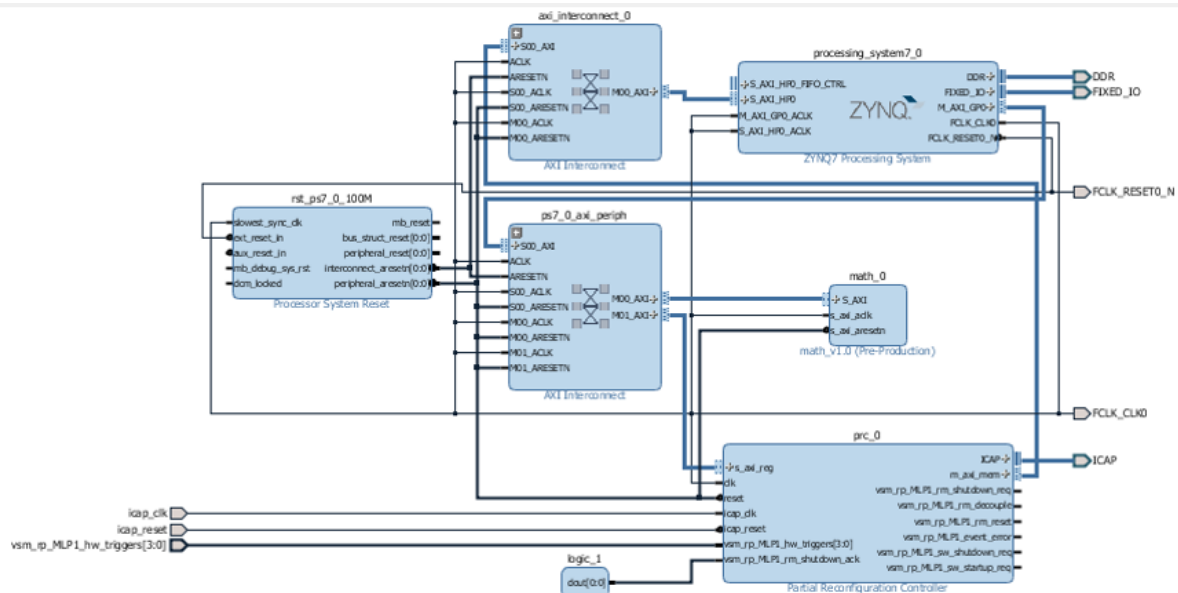 axi_interconnect_0
S00_AXI
ACLK
ARESETN
S00_ACLK
S00_ARESETN
M00_ACLK
M00_ARESETN
M00_AXI
AXI Interconnect
processing_system7_0
S_AXI_HP0_FIFO_CTRL
S_AXI_HP0
M_AXI_GP0_ACLK
S_AXI_HP0_ACLK
ZYNQ
DDR
FIXED_IO
M_AXI_GP0
FCLK_CLK0
FCLK_RESET0_N
ZYNQ7 Processing System
DDR
FIXED_IO
FCLK_RESET0_N
rst_ps7_0_100M
slowest_sync_clk
ext_reset_in
aux_reset_in
mb_debug_sys_rst
dcm_locked
mb_reset
bus_struct_reset[0:0]
peripheral_reset[0:0]
interconnect_aresetn[0:0]
peripheral_aresetn[0:0]
Processor System Reset
ps7_0_axi_periph
S00_AXI
ACLK
ARESETN
S00_ACLK
S00_ARESETN
M00_ACLK
M00_ARESETN
M01_ACLK
M01_ARESETN
M00_AXI
M01_AXI
AXI Interconnect
math_0
S_AXI
s_axi_aclk
s_axi_aresetn
math_v1.0 (Pre-Production)
FCLK_CLK0
prc_0
s_axi_reg
clk
reset
icap_clk
icap_reset
vsm_rp_MLP1_hw_triggers[3:0]
vsm_rp_MLP1_rm_shutdown_ack
ICAP
m_axi_mem
vsm_rp_MLP1_rm_shutdown_req
vsm_rp_MLP1_rm_decouple
vsm_rp_MLP1_rm_reset
vsm_rp_MLP1_event_error
vsm_rp_MLP1_sw_shutdown_req
vsm_rp_MLP1_sw_startup_req
Partial Reconfiguration Controller
ICAP
icap_clk
icap_reset
vsm_rp_MLP1_hw_triggers[3:0]
logic_1
dout[0:0]